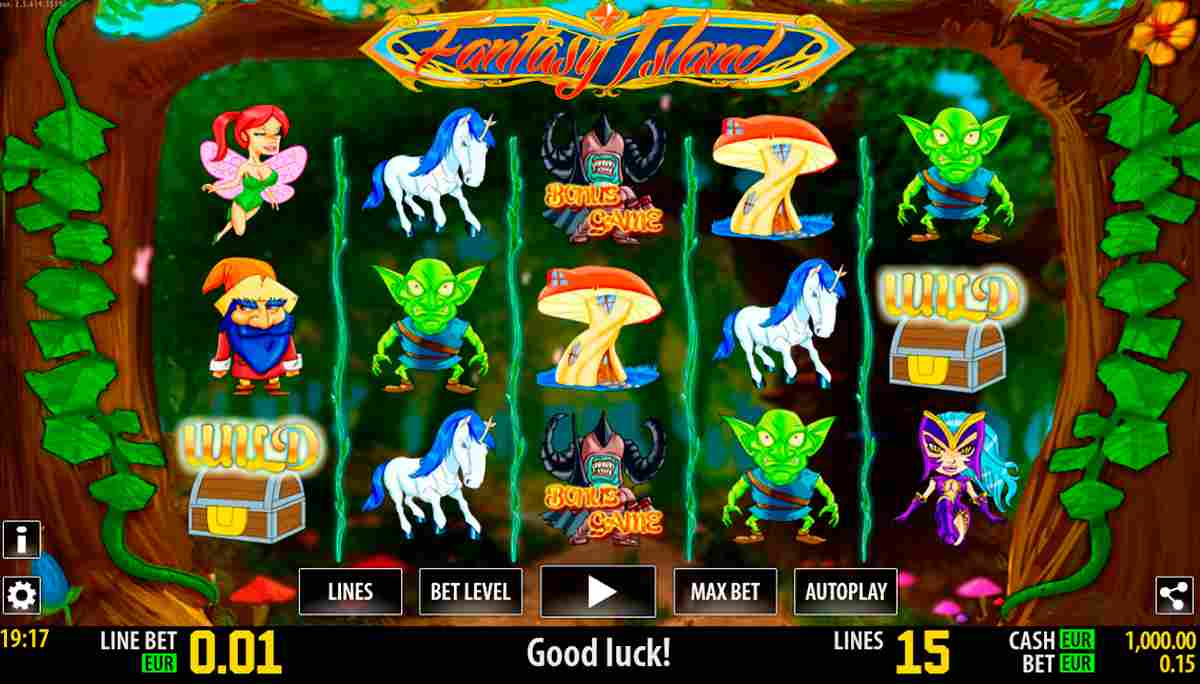 Fantasy Island
BONUS
GAME
WILD
WILD
BONUS
GAME
i
LINES
BET LEVEL
MAX BET
AUTOPLAY
19:17
LINE BET
EUR
0.01
Good luck!
LINES
15
CASH EUR 1,000.00
BET EUR 0.15